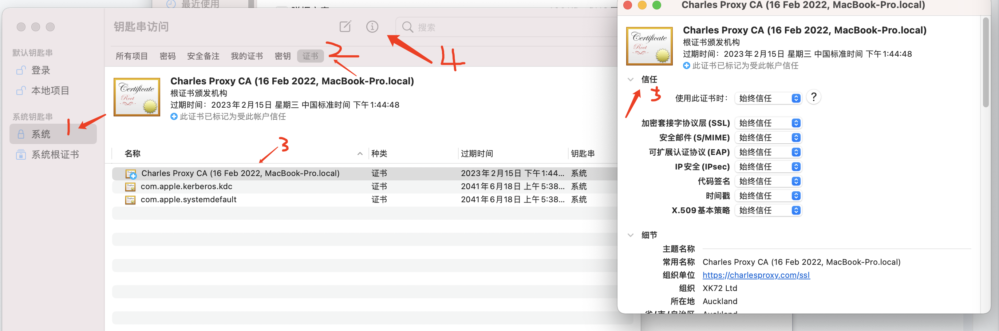 最近使用
钥匙串访问
搜索
4
所有项目 密码 安全备注 我的证书 密钥 证书
2
默认钥匙串
登录
本地项目
系统钥匙串
系统
1
系统根证书
Certificate
Root
Charles Proxy CA (16 Feb 2022, MacBook-Pro.local)
根证书颁发机构
过期时间：2023年2月15日 星期三 中国标准时间 下午1:44:48
此证书已标记为受此帐户信任
3
名称 种类 过期时间 钥匙串
Charles Proxy CA (16 Feb 2022, MacBook-Pro.local) 证书 2023年2月15日 下午1:44... 系统
com.apple.kerberos.kdc 证书 2041年6月18日 上午5:38... 系统
com.apple.systemdefault 证书 2041年6月18日 上午5:38... 系统
Charles Proxy CA (16 Feb 2022, MacBook-Pro.local)
Certificate
Root
Charles Proxy CA (16 Feb 2022, MacBook-Pro.local)
根证书颁发机构
过期时间：2023年2月15日 星期三 中国标准时间 下午1:44:48
此证书已标记为受此帐户信任
信任
5
使用此证书时： 始终信任 ?
加密套接字协议层 (SSL) 始终信任
安全邮件 (S/MIME) 始终信任
可扩展认证协议 (EAP) 始终信任
IP 安全 (IPsec) 始终信任
代码签名 始终信任
时间戳 始终信任
X.509 基本策略 始终信任
细节
主题名称
常用名称 Charles Proxy CA (16 Feb 2022, MacBook-Pro.local)
组织单位 https://charlesproxy.com/ssl
组织 XK72 Ltd
所在地 Auckland
省/市/自治区 Auckland